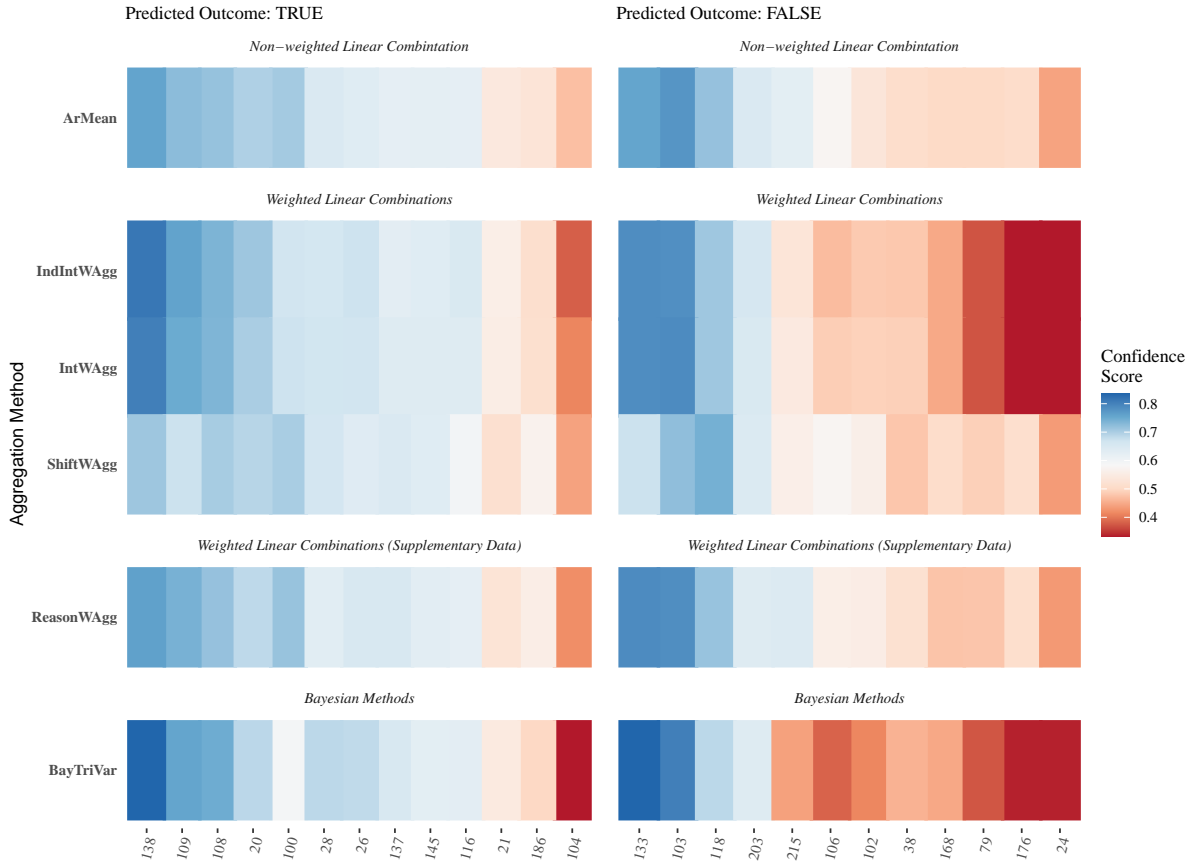 Predicted Outcome: TRUE
Predicted Outcome: FALSE
Non−weighted Linear Combintation
Non−weighted Linear Combination
ArMean
Weighted Linear Combinations
Weighted Linear Combinations
IndIntWAgg
IntWAgg
ShiftWAgg
Aggregation Method
Confidence
Score
0.8
0.7
0.6
0.5
0.4
Weighted Linear Combinations (Supplementary Data)
Weighted Linear Combinations (Supplementary Data)
ReasonWAgg
Bayesian Methods
Bayesian Methods
BayTriVar
138 109 108 20 100 28 26 137 145 116 21 186 104
133 103 118 203 215 106 102 38 168 79 176 24